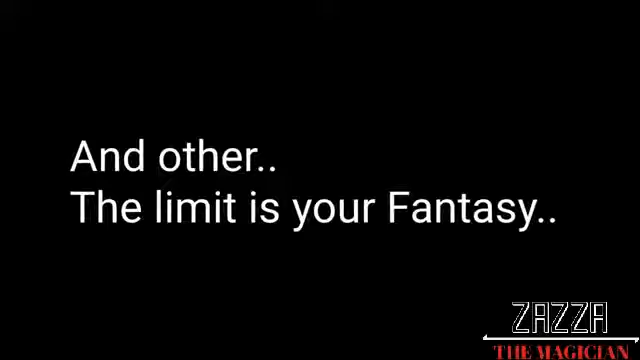 And other..
The limit is your Fantasy..
ZAZZA
THE MAGICIAN